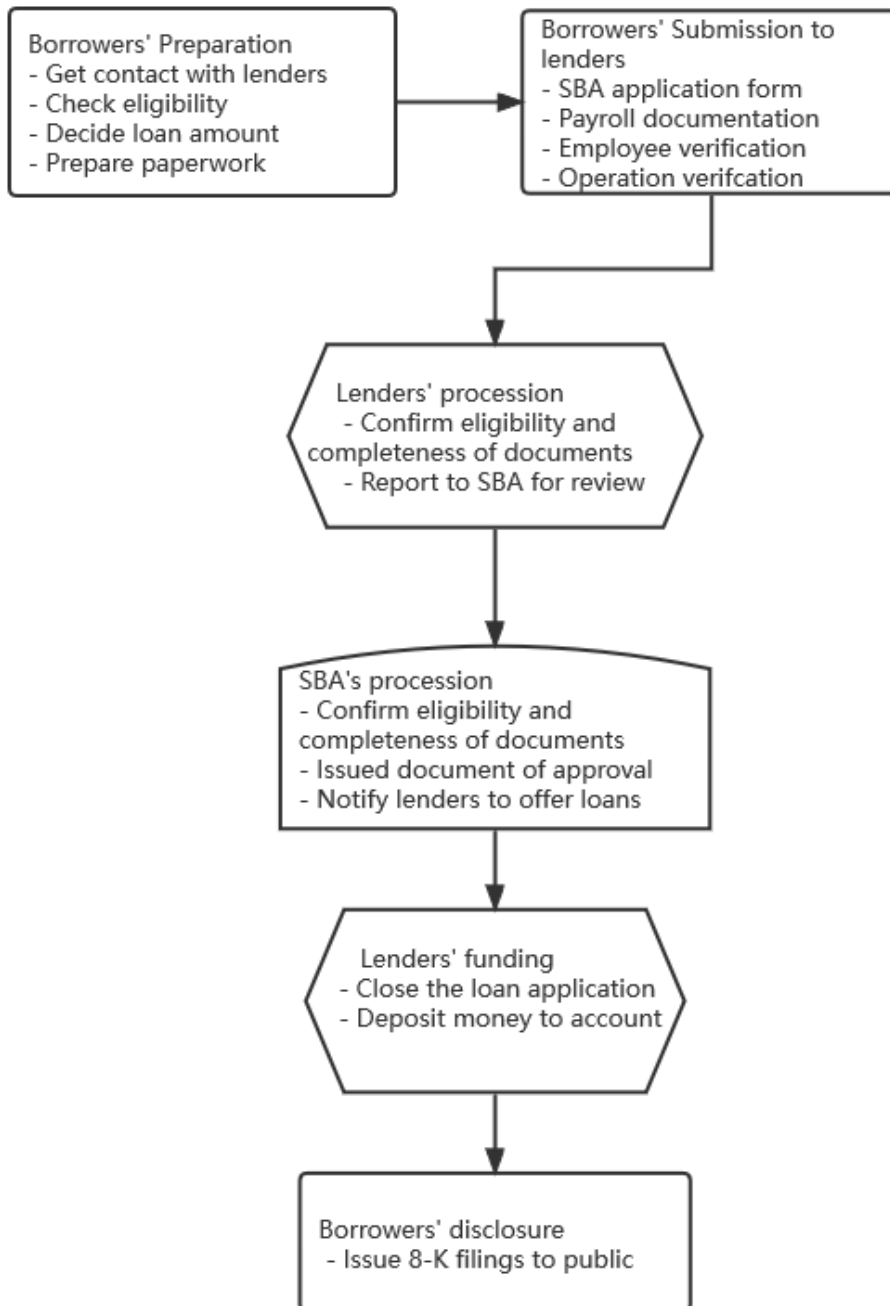 Borrowers' Preparation
- Get contact with lenders
- Check eligibility
- Decide loan amount
- Prepare paperwork
Borrowers' Submission to
lenders
- SBA application form
- Payroll documentation
- Employee verification
- Operation verifcation
Lenders' procession
- Confirm eligibility and
completeness of documents
- Report to SBA for review
SBA's procession
- Confirm eligibility and
completeness of documents
- Issued document of approval
- Notify lenders to offer loans
Lenders' funding
- Close the loan application
- Deposit money to account
Borrowers' disclosure
- Issue 8-K filings to public